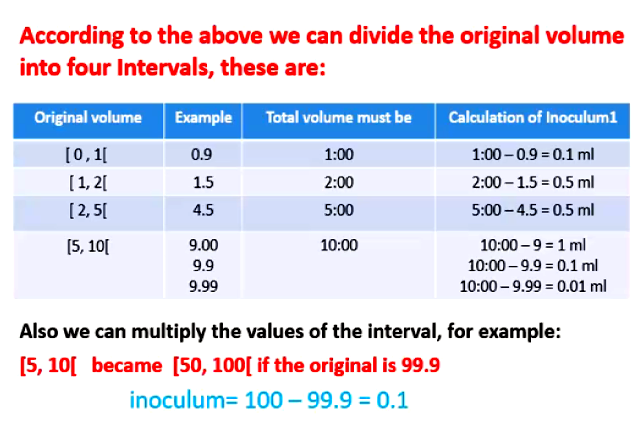 According to the above we can divide the original volume
into four Intervals, these are:
Original volume Example Total volume must be Calculation of Inoculum1
[ 0 , 1[ 0.9 1:00 1:00 – 0.9 = 0.1 ml
[ 1, 2[ 1.5 2:00 2:00 – 1.5 = 0.5 ml
[ 2, 5[ 4.5 5:00 5:00 – 4.5 = 0.5 ml
[5, 10[ 9.00 10:00 10:00 – 9 = 1 ml
9.9 10:00 – 9.9 = 0.1 ml
9.99 10:00 – 9.99 = 0.01 ml
Also we can multiply the values of the interval, for example:
[5, 10[ became [50, 100[ if the original is 99.9
inoculum= 100 – 99.9 = 0.1